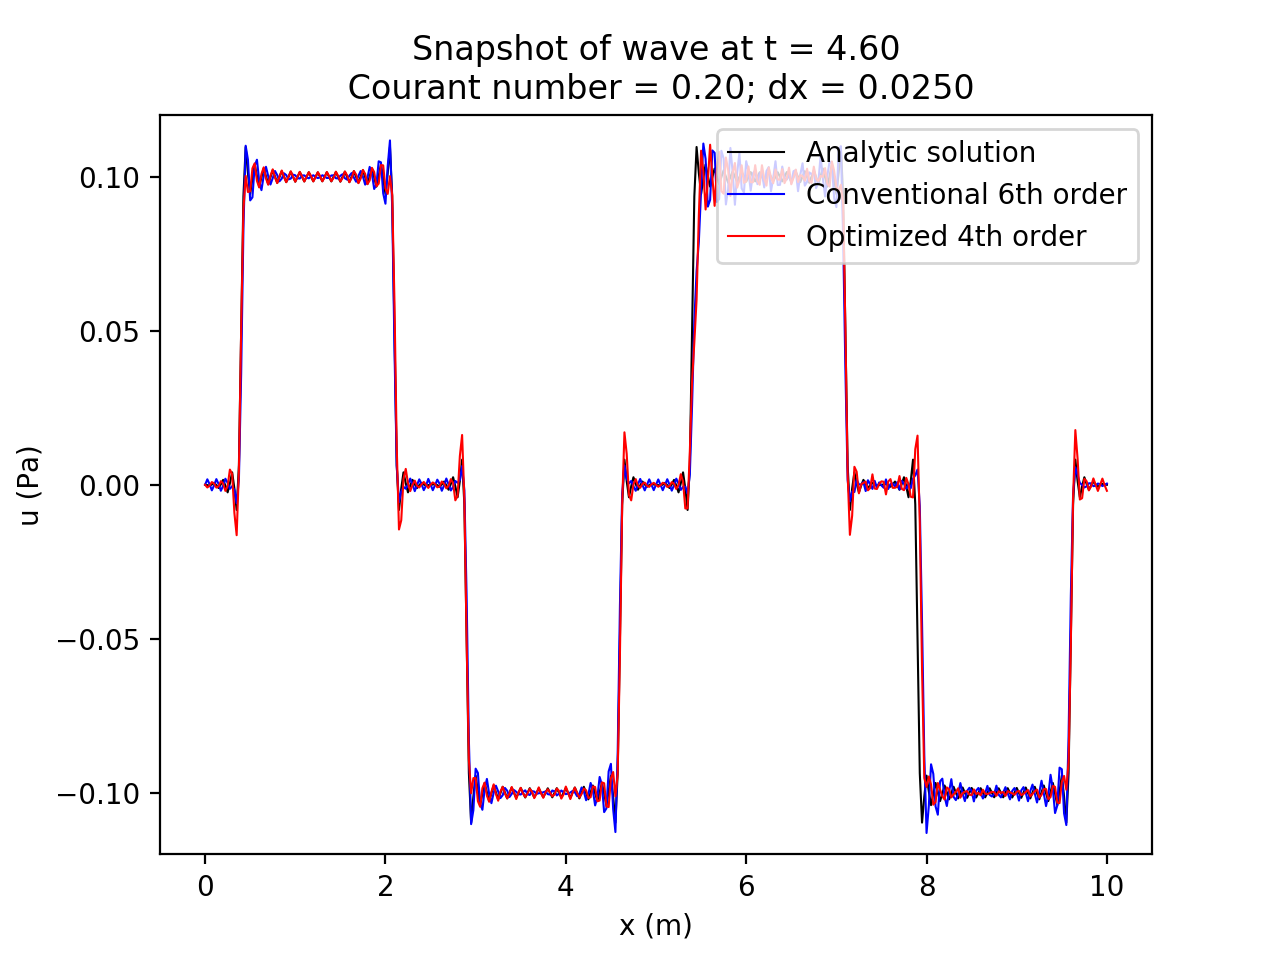 Snapshot of wave at t = 4.60
Courant number = 0.20; dx = 0.0250
Analytic solution
Conventional 6th order
Optimized 4th order
u (Pa)
0.10
0.05
0.00
−0.05
−0.10
0 2 4 6 8 10
x (m)